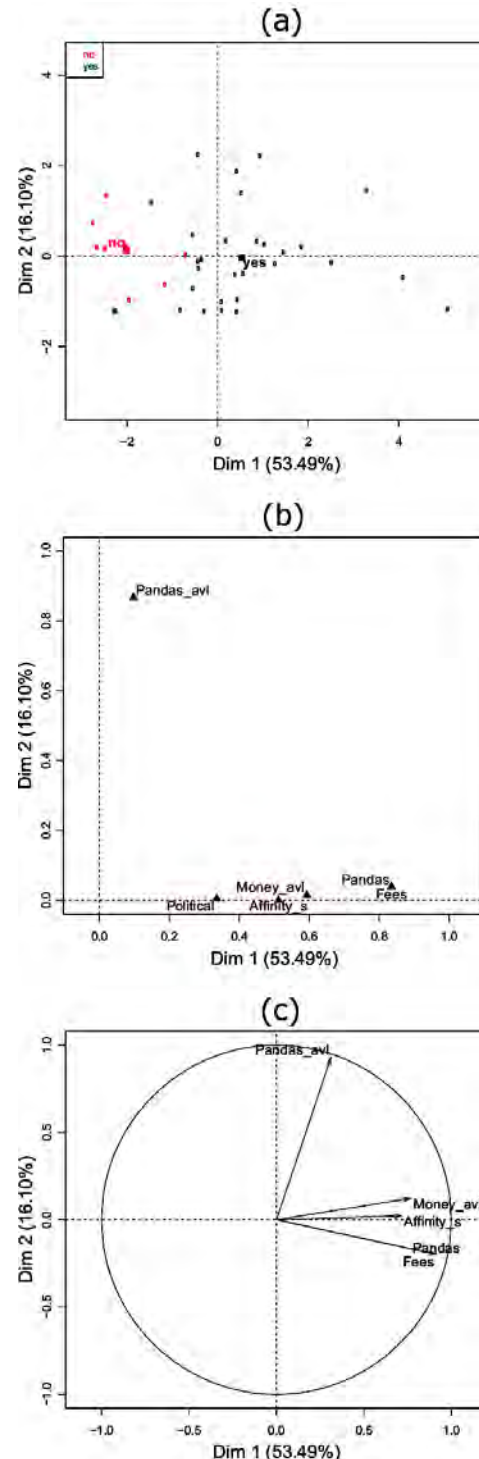 (a)
no
yes
4
2
0
−2
no
yes
Dim 2 (16.10%)
−2 0 2 4
Dim 1 (53.49%)
(b)
1.0
0.8
0.6
0.4
0.2
0.0
Pandas_avl
Money_avl
Pandas
Fees
Political
Affinity_s
Dim 2 (16.10%)
0.0 0.2 0.4 0.6 0.8 1.0
Dim 1 (53.49%)
(c)
1.0
0.5
0.0
−0.5
−1.0
Pandas_avl
Money_av
Affinity_s
Pandas
Fees
Dim 2 (16.10%)
−1.0 −0.5 0.0 0.5 1.0
Dim 1 (53.49%)